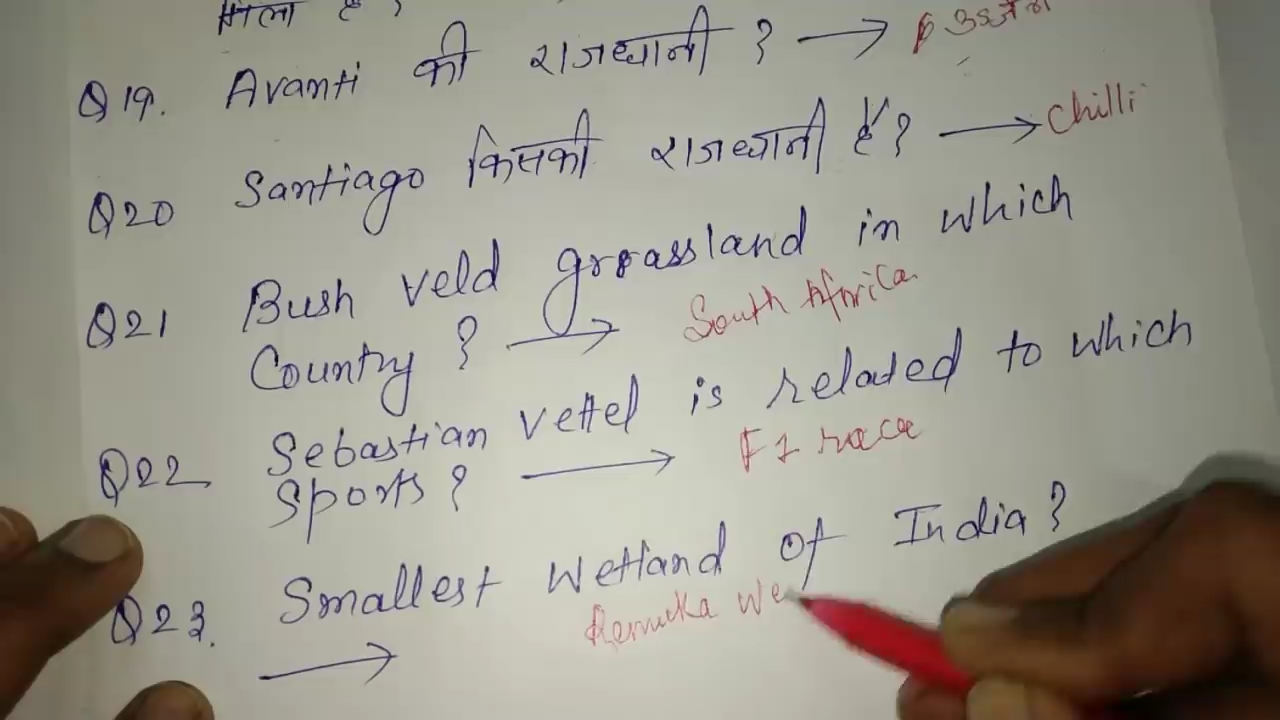 मिला है ?
Q19. Avanti की राजधानी ? → उज्जैन
Q20 Santiago किसकी राजधानी है ? → Chilli
Q21 Bush veld grassland in which
Country ? → South Africa
Q22 Sebastian vettel is related to which
Sports ? → F1 race
Q23. Smallest Wetland of India ?
→ Renuka We